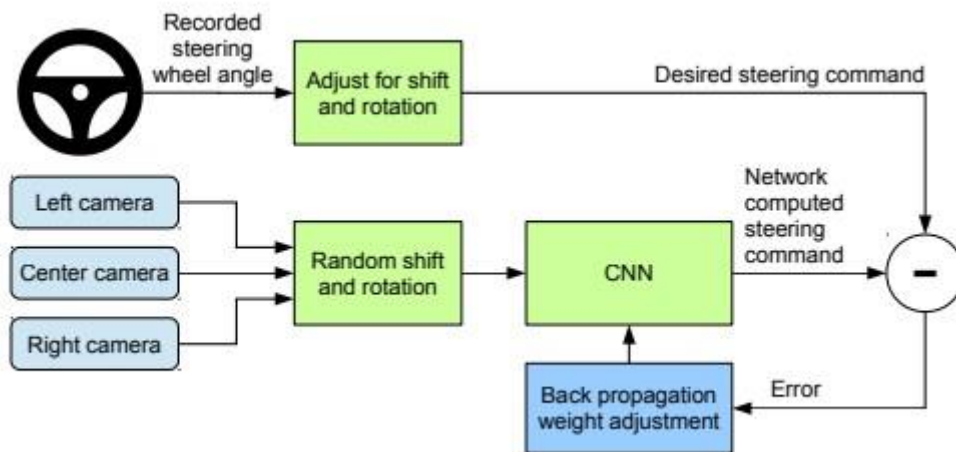 Recorded
steering
wheel angle
Adjust for shift
and rotation
Desired steering command
Left camera
Center camera
Right camera
Random shift
and rotation
CNN
Network
computed
steering
command
-
Back propagation
weight adjustment
Error